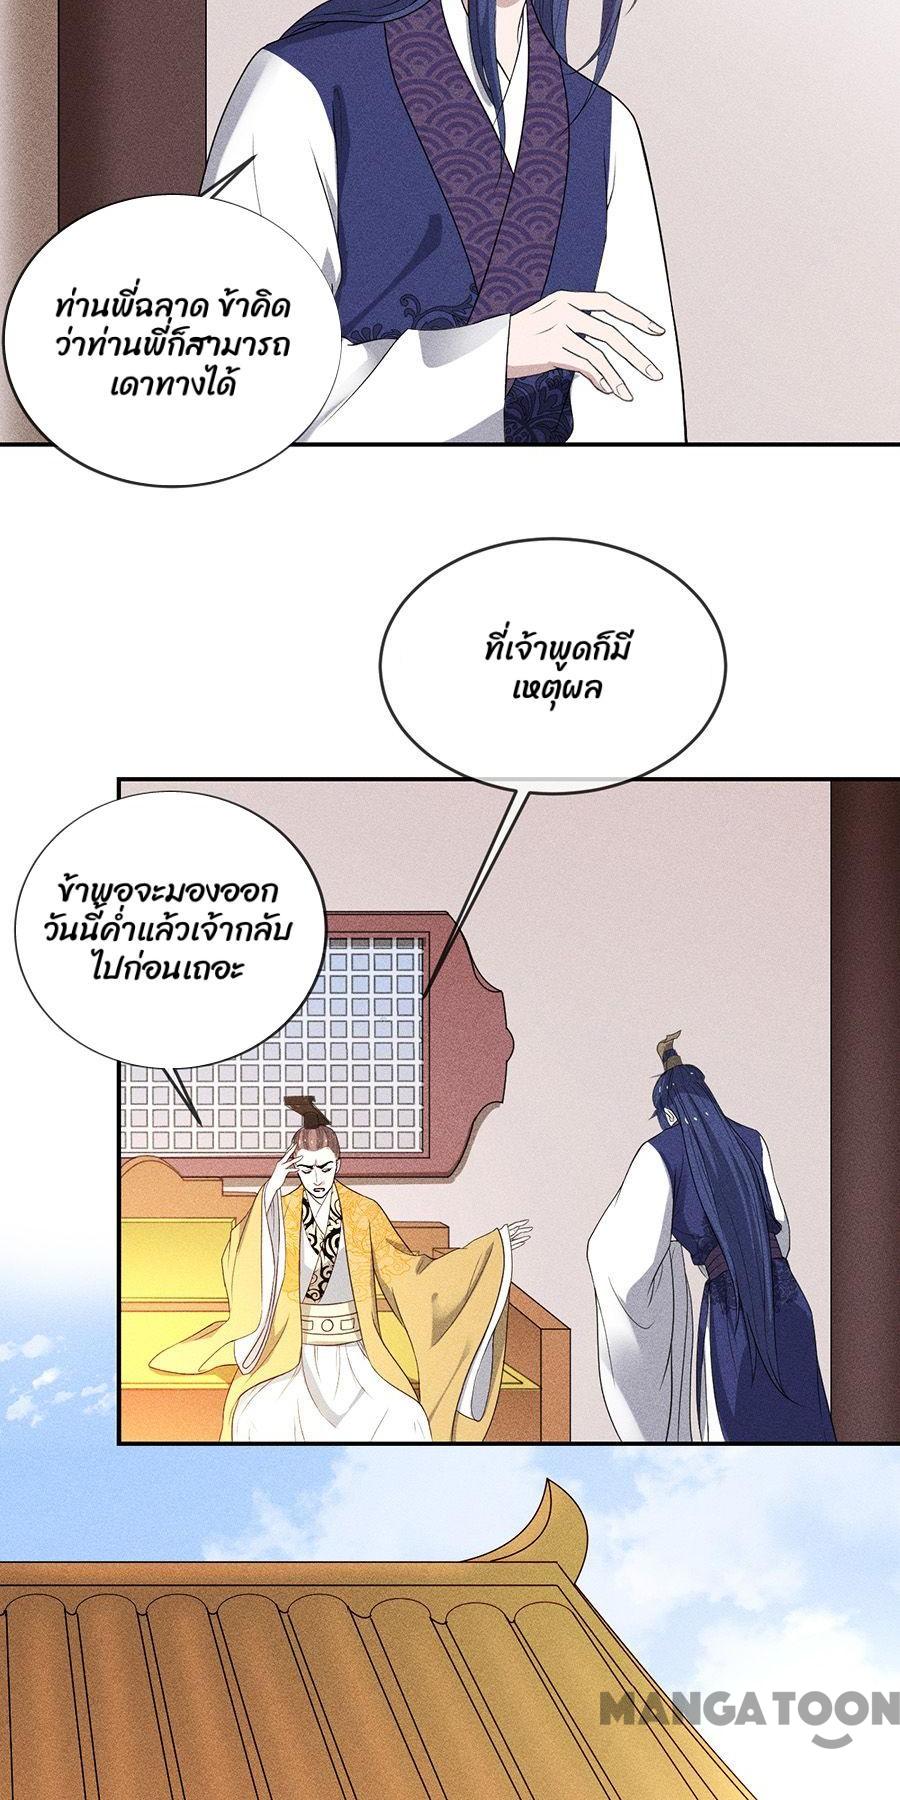 ท่านพี่ฉลาด ข้าคิด
ว่าท่านพี่ก็สามารถ
เดาทางได้
ที่เจ้าพูดก็มี
เหตุผล
ข้าพอจะมองออก
วันนี้ค่ำแล้วเจ้ากลับ
ไปก่อนเถอะ
MANGATOON